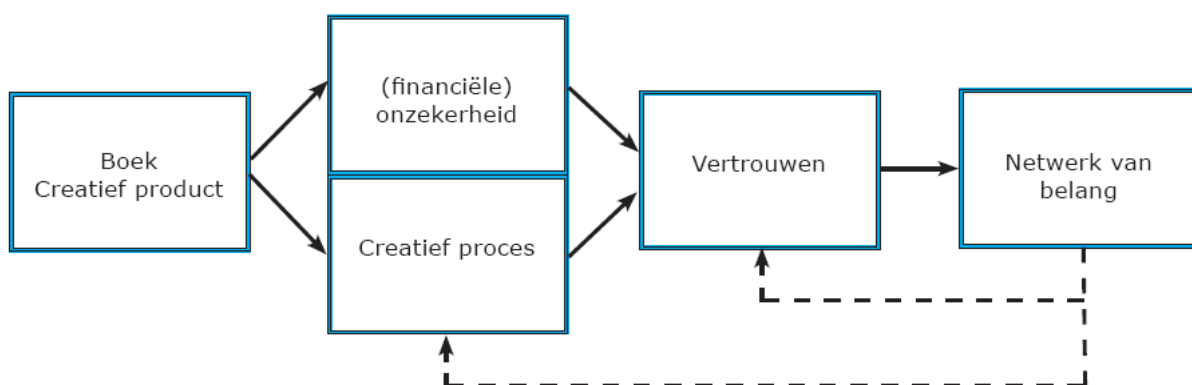 Boek
Creatief product
(financiële)
onzekerheid
Creatief proces
Vertrouwen
Netwerk van
belang